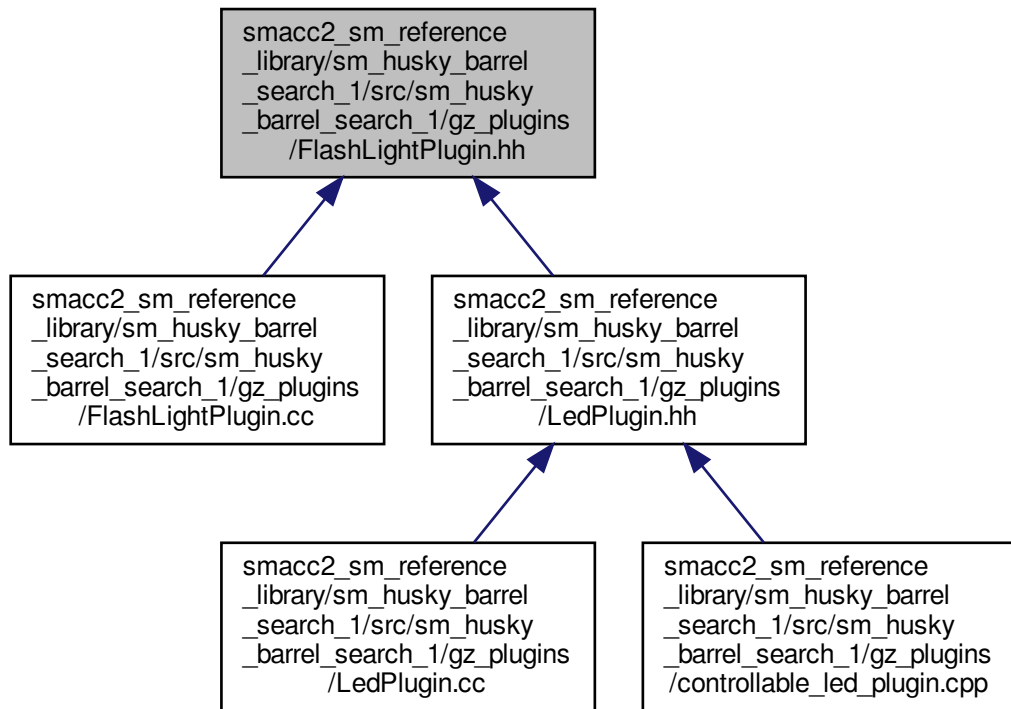 smacc2_sm_reference
_library/sm_husky_barrel
_search_1/src/sm_husky
_barrel_search_1/gz_plugins
/FlashLightPlugin.hh
smacc2_sm_reference
_library/sm_husky_barrel
_search_1/src/sm_husky
_barrel_search_1/gz_plugins
/FlashLightPlugin.cc
smacc2_sm_reference
_library/sm_husky_barrel
_search_1/src/sm_husky
_barrel_search_1/gz_plugins
/LedPlugin.hh
smacc2_sm_reference
_library/sm_husky_barrel
_search_1/src/sm_husky
_barrel_search_1/gz_plugins
/LedPlugin.cc
smacc2_sm_reference
_library/sm_husky_barrel
_search_1/src/sm_husky
_barrel_search_1/gz_plugins
/controllable_led_plugin.cpp